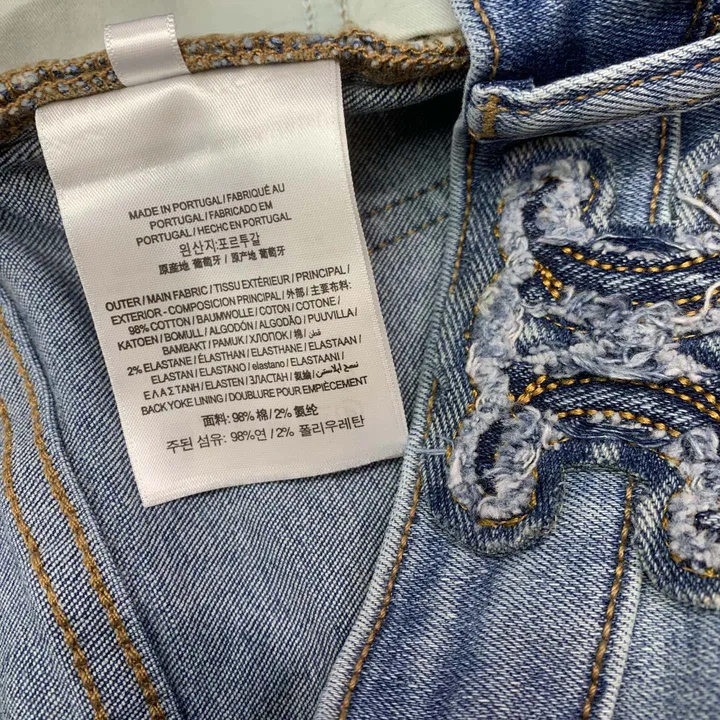 MADE IN PORTUGAL / FABRIQUÉ AU
PORTUGAL / FABRICADO EM
PORTUGAL / HECHO EN PORTUGAL
원산지:포르투갈
原産地 葡萄牙 / 原产地 葡萄牙
OUTER / MAIN FABRIC / TISSU EXTÉRIEUR / PRINCIPAL /
EXTERIOR - COMPOSICION PRINCIPAL / 外部 / 主要布料:
98% COTTON / BAUMWOLLE / COTON / COTONE /
KATOEN / BOMULL / ALGODÓN / ALGODÃO / PUUVILLA /
BAMBAKI / PAMUK / ХЛОПОК / 棉 / قطن
2% ELASTANE / ÉLASTHAN / ELASTHANE / ELASTAAN /
ELASTAN / ELASTANO / elastano / ELASTAANI /
ΕΛΑΣΤΑΝΗ / ELASTEN / ЭЛАСТАН / 氨綸 / نسيج إيلاستين
BACK YOKE LINING / DOUBLURE POUR EMPIÈCEMENT
面料: 98% 棉 / 2% 氨纶
주된 섬유: 98%면 / 2% 폴리우레탄